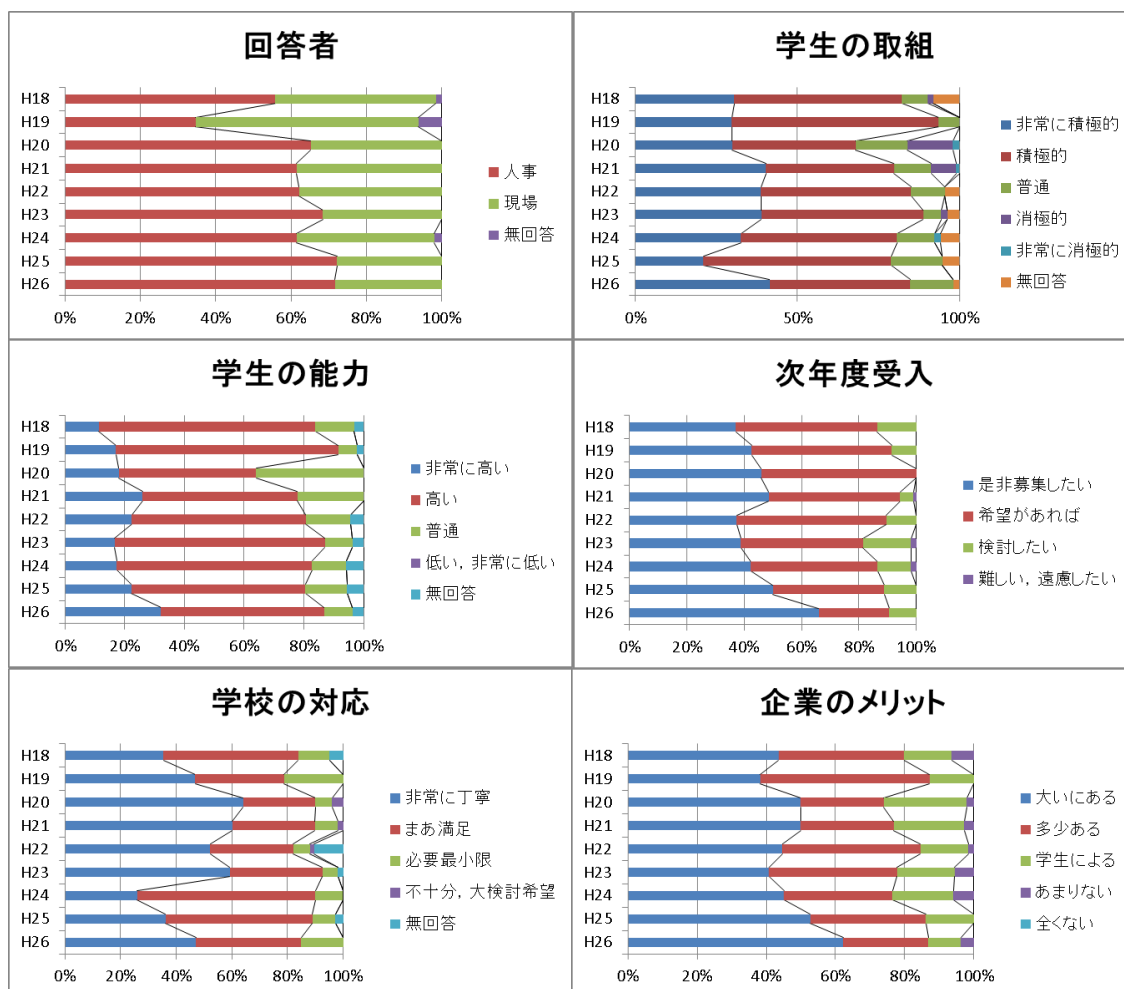 回答者
H18
H19
H20
H21
H22
H23
H24
H25
H26
0% 20% 40% 60% 80% 100%
人事
現場
無回答
学生の取組
H18
H19
H20
H21
H22
H23
H24
H25
H26
0% 50% 100%
非常に積極的
積極的
普通
消極的
非常に消極的
無回答
学生の能力
H18
H19
H20
H21
H22
H23
H24
H25
H26
0% 20% 40% 60% 80% 100%
非常に高い
高い
普通
低い，非常に低い
無回答
次年度受入
H18
H19
H20
H21
H22
H23
H24
H25
H26
0% 20% 40% 60% 80% 100%
是非募集したい
希望があれば
検討したい
難しい，遠慮したい
学校の対応
H18
H19
H20
H21
H22
H23
H24
H25
H26
0% 20% 40% 60% 80% 100%
非常に丁寧
まあ満足
必要最小限
不十分，大検討希望
無回答
企業のメリット
H18
H19
H20
H21
H22
H23
H24
H25
H26
0% 20% 40% 60% 80% 100%
大いにある
多少ある
学生による
あまりない
全くない